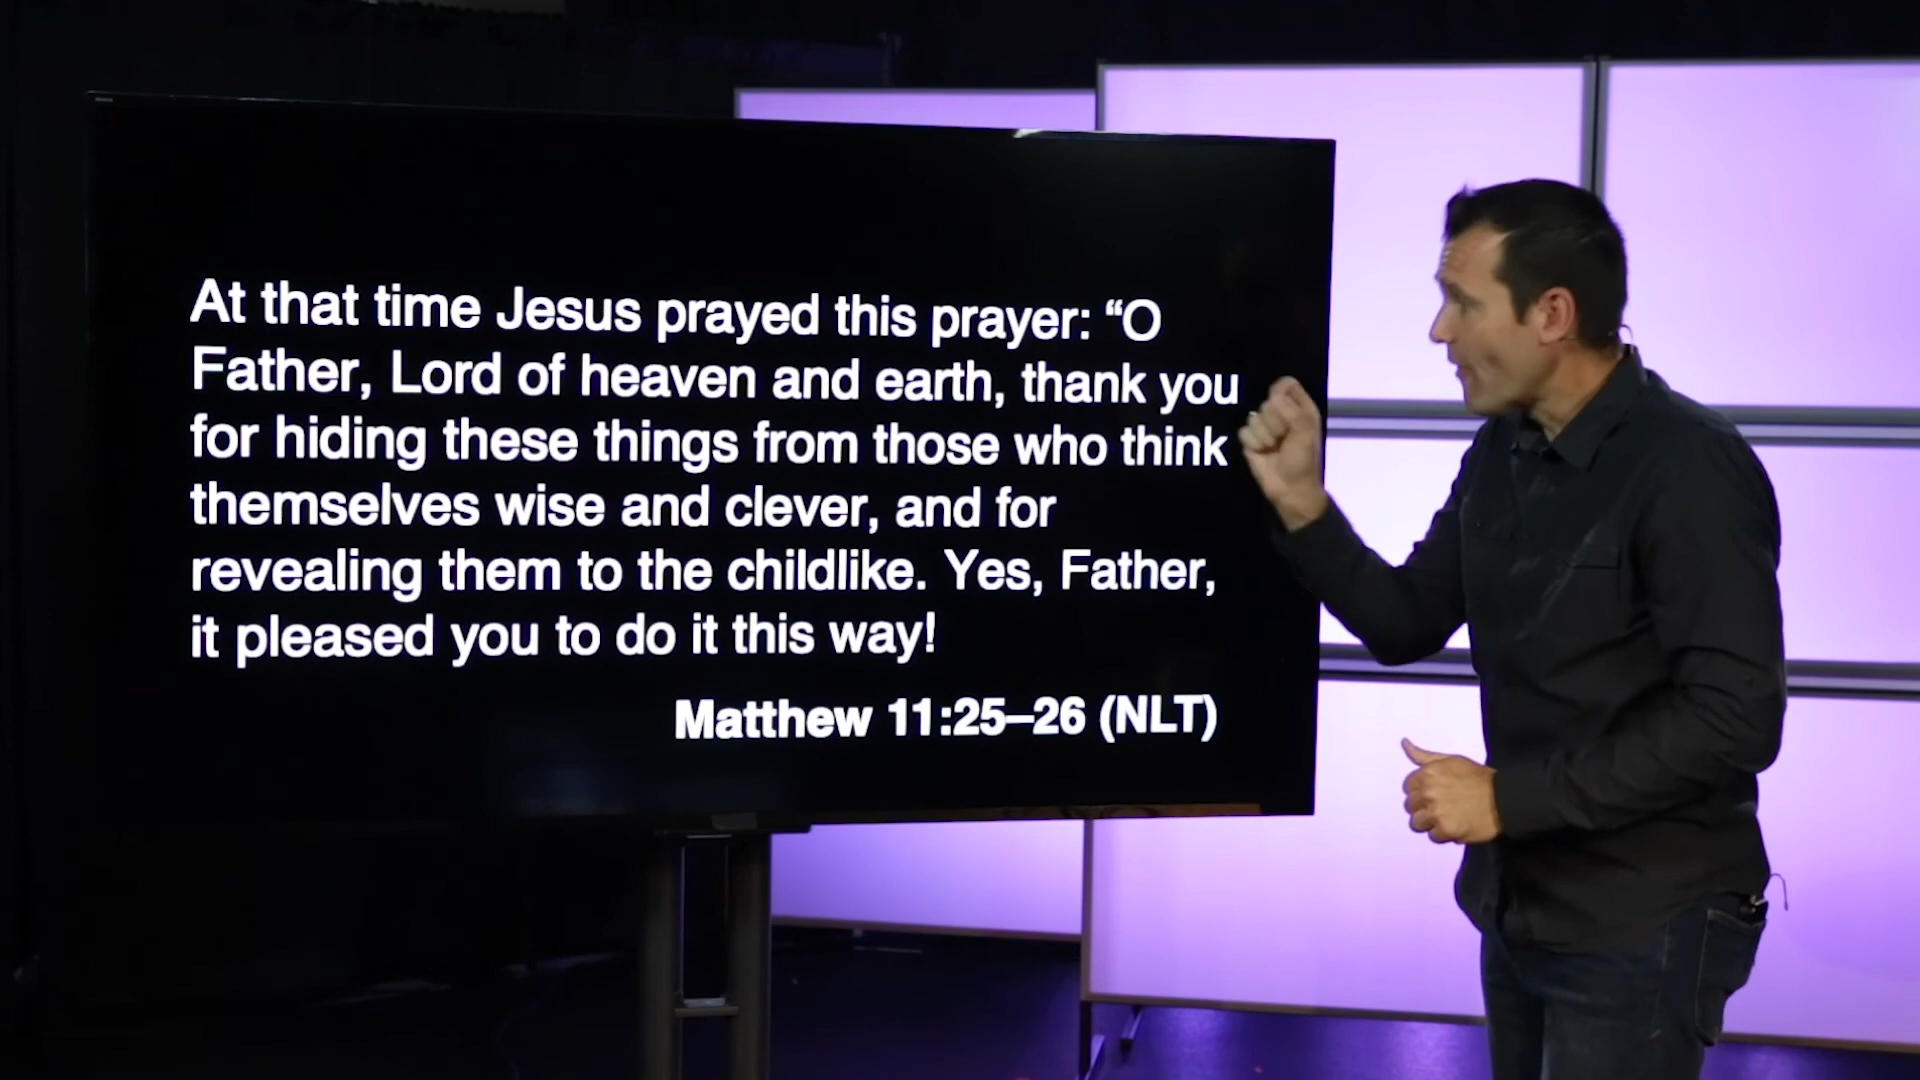 At that time Jesus prayed this prayer: “O
Father, Lord of heaven and earth, thank you
for hiding these things from those who think
themselves wise and clever, and for
revealing them to the childlike. Yes, Father,
it pleased you to do it this way!
Matthew 11:25–26 (NLT)